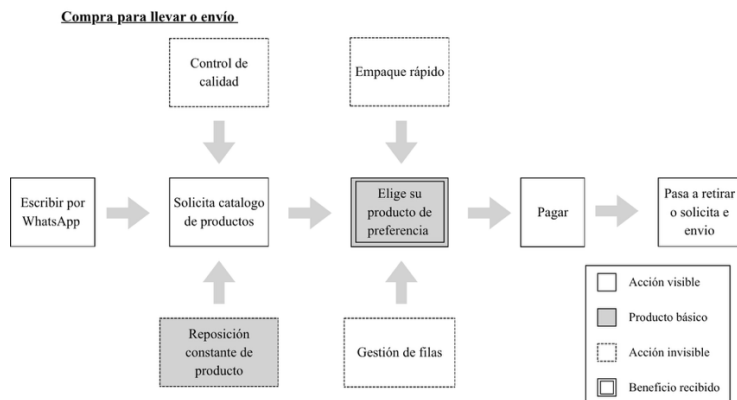 Compra para llevar o envío
Control de
calidad
Empaque rápido
Escribir por
WhatsApp
Solicita catalogo
de productos
Elige su
producto de
preferencia
Pagar
Pasa a retirar
o solicita e
envio
Reposición
constante de
producto
Gestión de filas
Acción visible
Producto básico
Acción invisible
Beneficio recibido